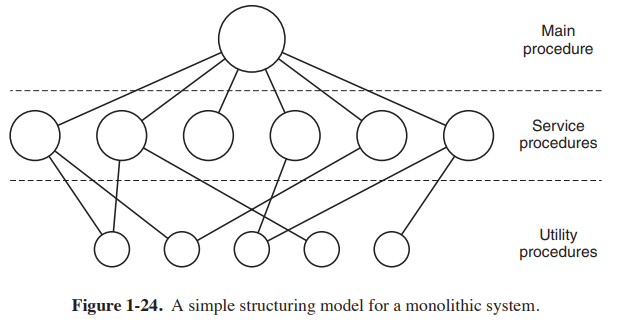 Main
procedure
Service
procedures
Utility
procedures
Figure 1-24. A simple structuring model for a monolithic system.